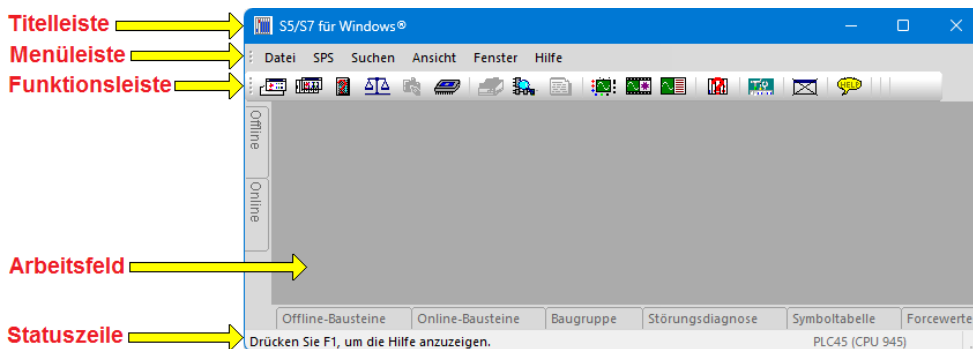 Titelleiste
S5/S7 für Windows®
Menüleiste
Datei SPS Suchen Ansicht Fenster Hilfe
Funktionsleiste
HELP
Offline
Online
Arbeitsfeld
Offline-Bausteine Online-Bausteine Baugruppe Störungsdiagnose Symboltabelle Forcewerte
Statuszeile
Drücken Sie F1, um die Hilfe anzuzeigen. PLC45 (CPU 945)